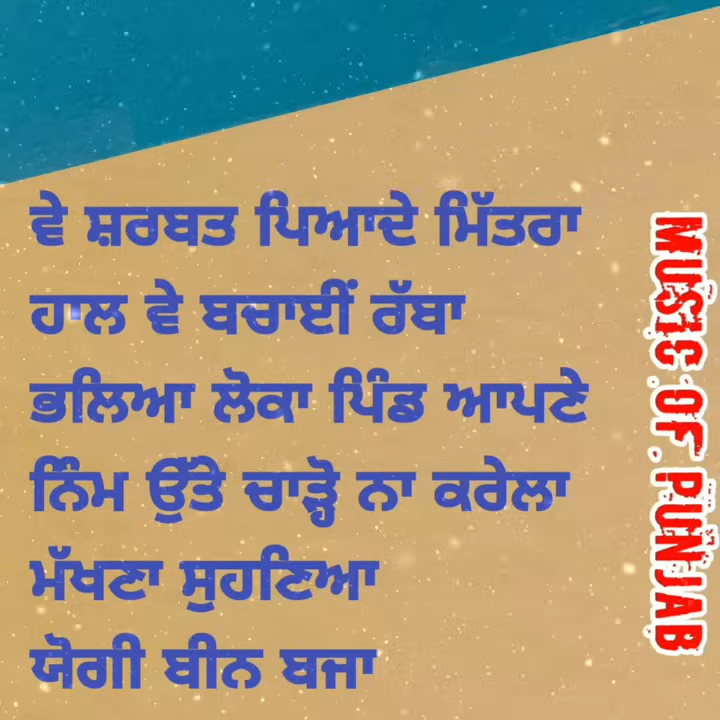 ਵੇ ਸ਼ਰਬਤ ਪਿਆਦੇ ਮਿੱਤਰਾ
ਹਾਲ ਵੇ ਬਚਾਈਂ ਰੱਬਾ
ਭਲਿਆ ਲੋਕਾ ਪਿੰਡ ਆਪਣੇ
ਨਿੰਮ ਉੱਤੇ ਚਾੜ੍ਹੋ ਨਾ ਕਰੇਲਾ
ਮੱਖਣਾ ਸੁਹਣਿਆ
ਯੋਗੀ ਬੀਨ ਬਜਾ
MUSIC OF PUNJAB